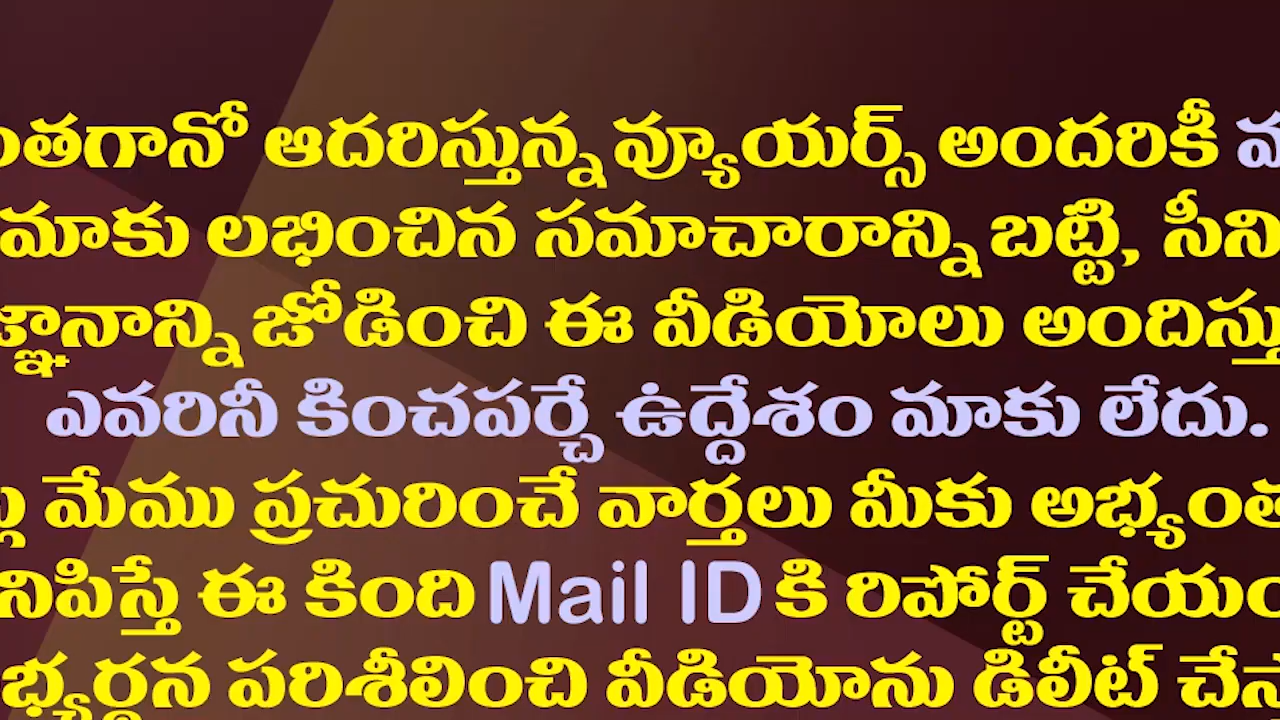 ంతగానో ఆదరిస్తున్న వ్యూయర్స్ అందరికీ
మాకు లభించిన సమాచారాన్ని బట్టి, సీని
జ్ఞానాన్ని జోడించి ఈ వీడియోలు అందిస్తు
ఎవరినీ కించపర్చే ఉద్దేశం మాకు లేదు.
మేము ప్రచురించే వార్తలు మీకు అభ్యంత
నిపిస్తే ఈ కింది Mail ID కి రిపోర్ట్ చేయం
భ్యర్థన పరిశీలించి వీడియోను డిలీట్ చేస